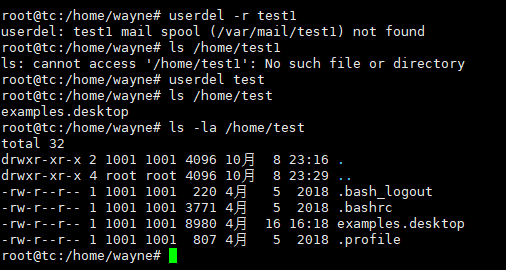 root@tc:/home/wayne# userdel -r test1
userdel: test1 mail spool (/var/mail/test1) not found
root@tc:/home/wayne# ls /home/test1
ls: cannot access '/home/test1': No such file or directory
root@tc:/home/wayne# userdel test
root@tc:/home/wayne# ls /home/test
examples.desktop
root@tc:/home/wayne# ls -la /home/test
total 32
drwxr-xr-x 2 1001 1001 4096 10月  8 23:16 .
drwxr-xr-x 4 root root 4096 10月  8 23:29 ..
-rw-r--r-- 1 1001 1001  220 4月   5  2018 .bash_logout
-rw-r--r-- 1 1001 1001 3771 4月   5  2018 .bashrc
-rw-r--r-- 1 1001 1001 8980 4月  16 16:18 examples.desktop
-rw-r--r-- 1 1001 1001  807 4月   5  2018 .profile
root@tc:/home/wayne#